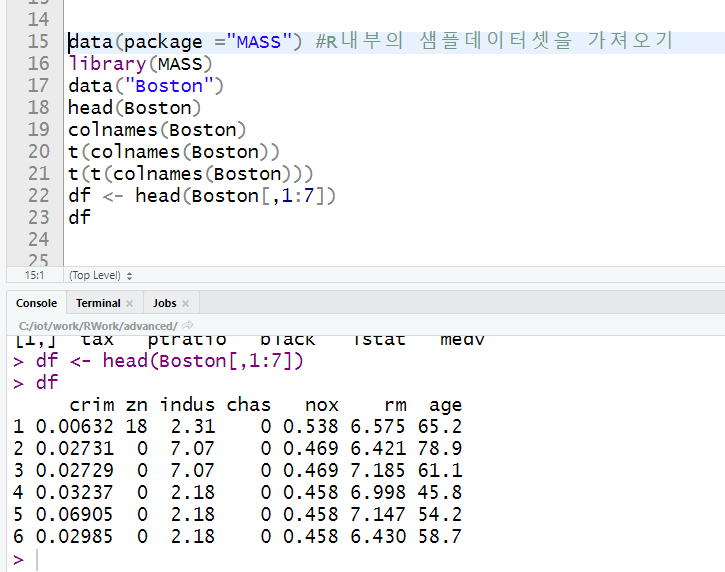 14
15 data(package ="MASS") #R내부의 샘플데이터셋을 가져오기
16 library(MASS)
17 data("Boston")
18 head(Boston)
19 colnames(Boston)
20 t(colnames(Boston))
21 t(t(colnames(Boston)))
22 df <- head(Boston[,1:7])
23 df
24
25
15:1 (Top Level)
Console Terminal × Jobs ×
C:/iot/work/RWork/advanced/
[1,] "tax" "ptratio" "black" "lstat" "medv"
> df <- head(Boston[,1:7])
> df
crim zn indus chas nox rm age
1 0.00632 18 2.31 0 0.538 6.575 65.2
2 0.02731 0 7.07 0 0.469 6.421 78.9
3 0.02729 0 7.07 0 0.469 7.185 61.1
4 0.03237 0 2.18 0 0.458 6.998 45.8
5 0.06905 0 2.18 0 0.458 7.147 54.2
6 0.02985 0 2.18 0 0.458 6.430 58.7
>